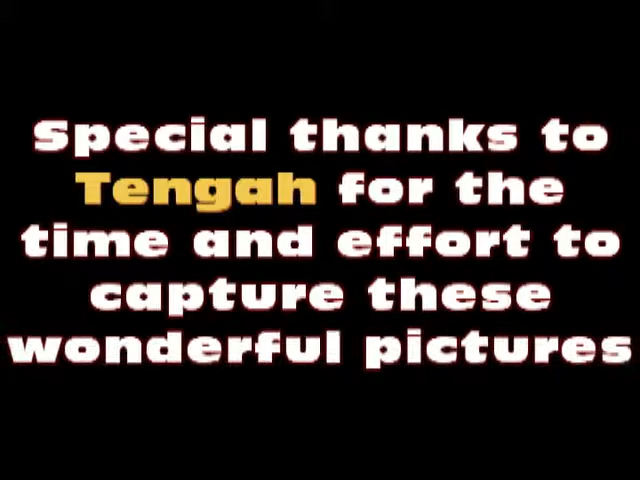 Special thanks to
Tengah for the
time and effort to
capture these
wonderful pictures